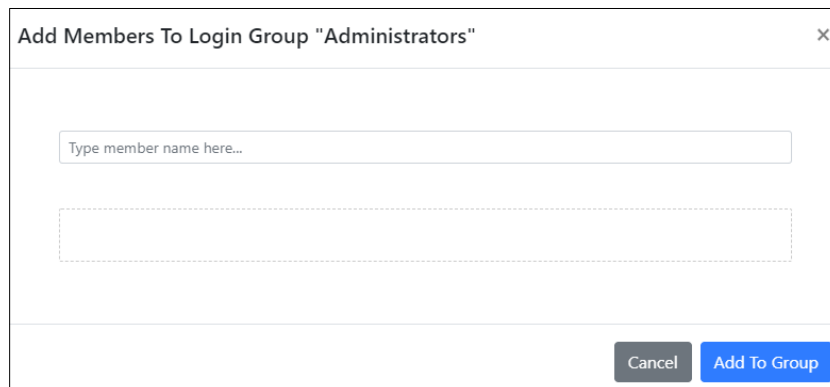 Add Members To Login Group "Administrators"
×
Type member name here...
Cancel
Add To Group